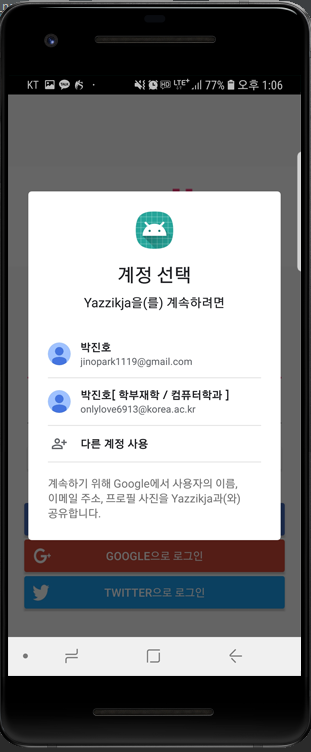 KT LTE+ 77% 오후 1:06
계정 선택
Yazzikja을(를) 계속하려면
박진호
jinopark1119@gmail.com
박진호[ 학부재학 / 컴퓨터학과 ]
onlylove6913@korea.ac.kr
다른 계정 사용
계속하기 위해 Google에서 사용자의 이름,
이메일 주소, 프로필 사진을 Yazzikja과(와)
공유합니다.
G+ GOOGLE으로 로그인
TWITTER으로 로그인